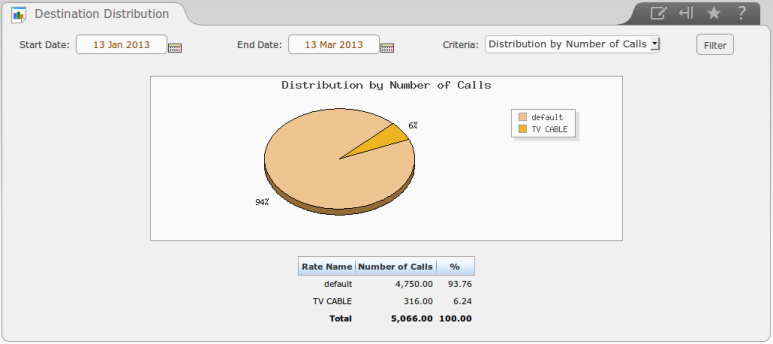 Destination Distribution
?
Start Date: 13 Jan 2013 End Date: 13 Mar 2013 Criteria: Distribution by Number of Calls Filter
Distribution by Number of Calls
default
TV CABLE
6%
94%
Rate Name Number of Calls %
default 4,750.00 93.76
TV CABLE 316.00 6.24
Total 5,066.00 100.00